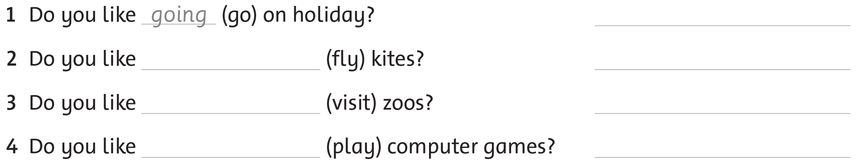 1 Do you like going (go) on holiday?
2 Do you like (fly) kites?
3 Do you like (visit) zoos?
4 Do you like (play) computer games?